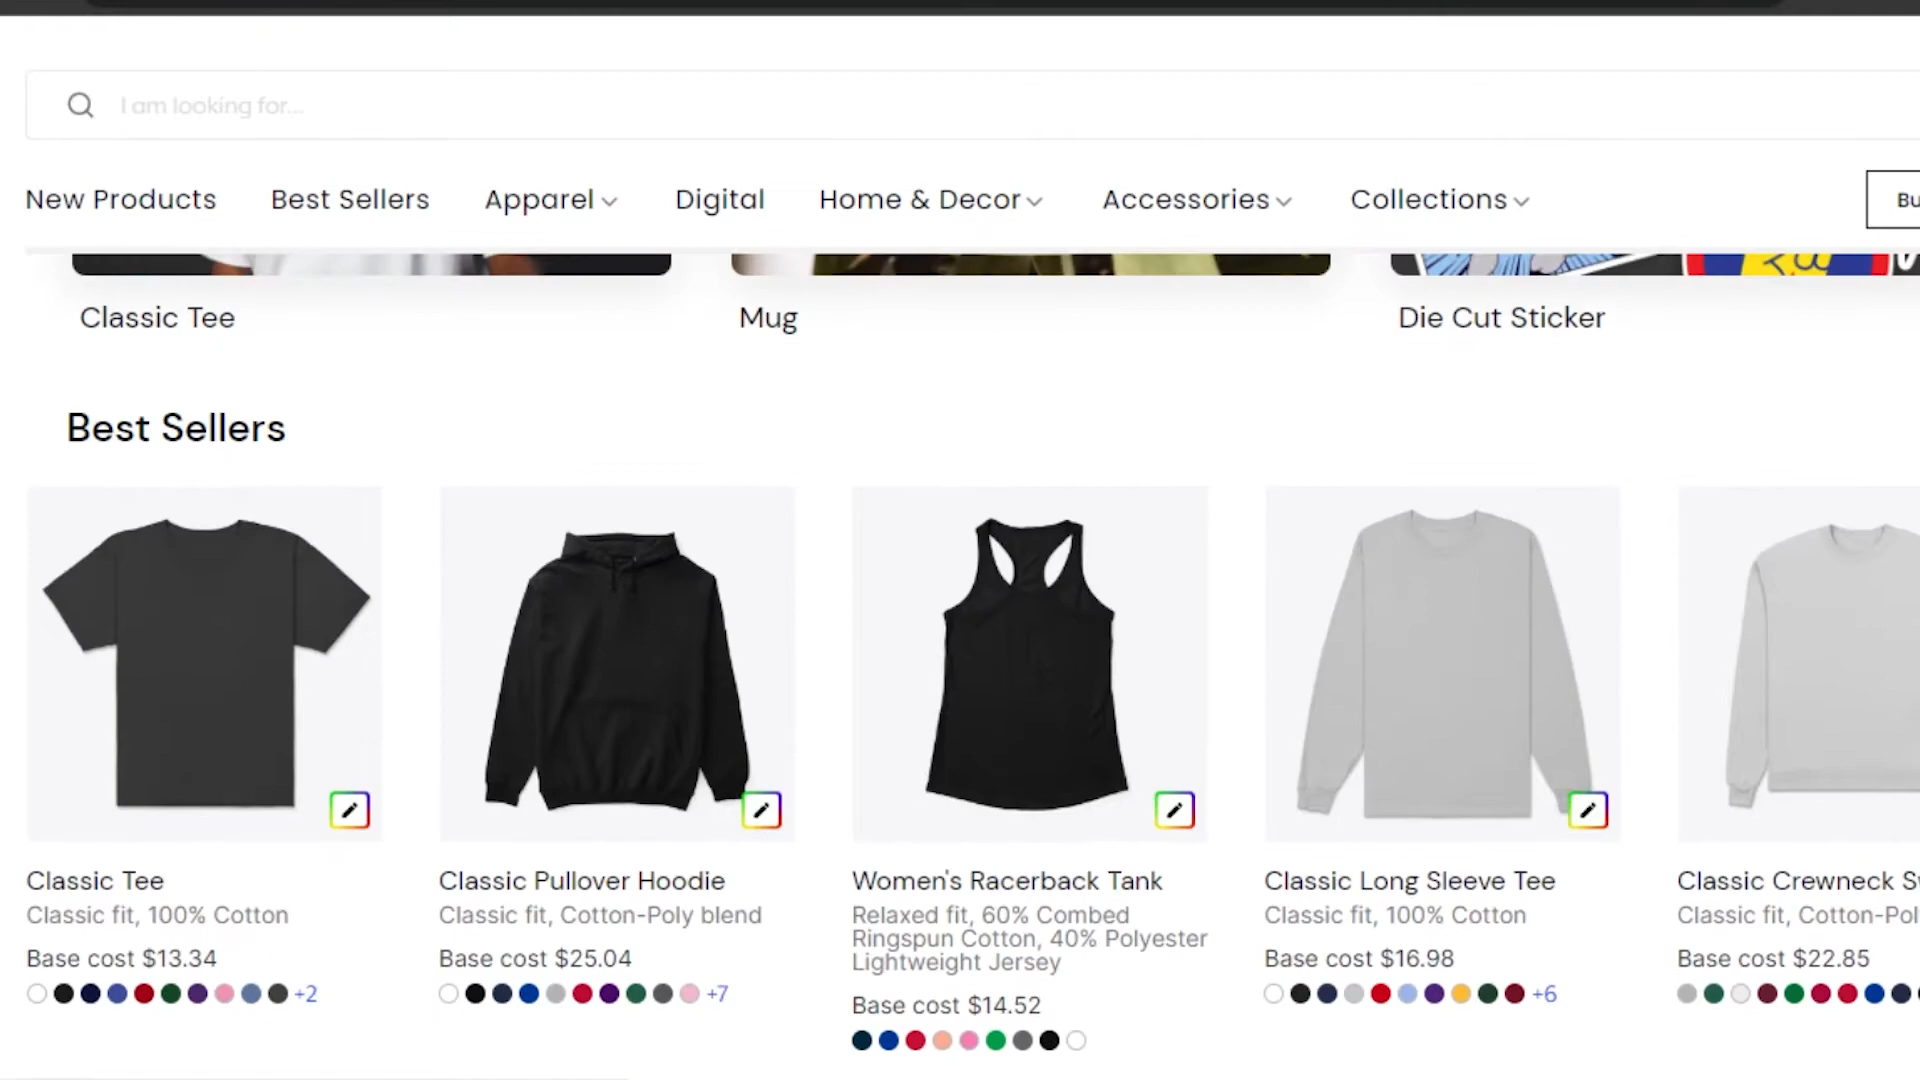 I am looking for...
New Products Best Sellers Apparel Digital Home & Decor Accessories Collections Bu
Classic Tee Mug Die Cut Sticker
Best Sellers
Classic Tee
Classic fit, 100% Cotton
Base cost $13.34
+2
Classic Pullover Hoodie
Classic fit, Cotton-Poly blend
Base cost $25.04
+7
Women's Racerback Tank
Relaxed fit, 60% Combed
Ringspun Cotton, 40% Polyester
Lightweight Jersey
Base cost $14.52
Classic Long Sleeve Tee
Classic fit, 100% Cotton
Base cost $16.98
+6
Classic Crewneck S
Classic fit, Cotton-Pol
Base cost $22.85